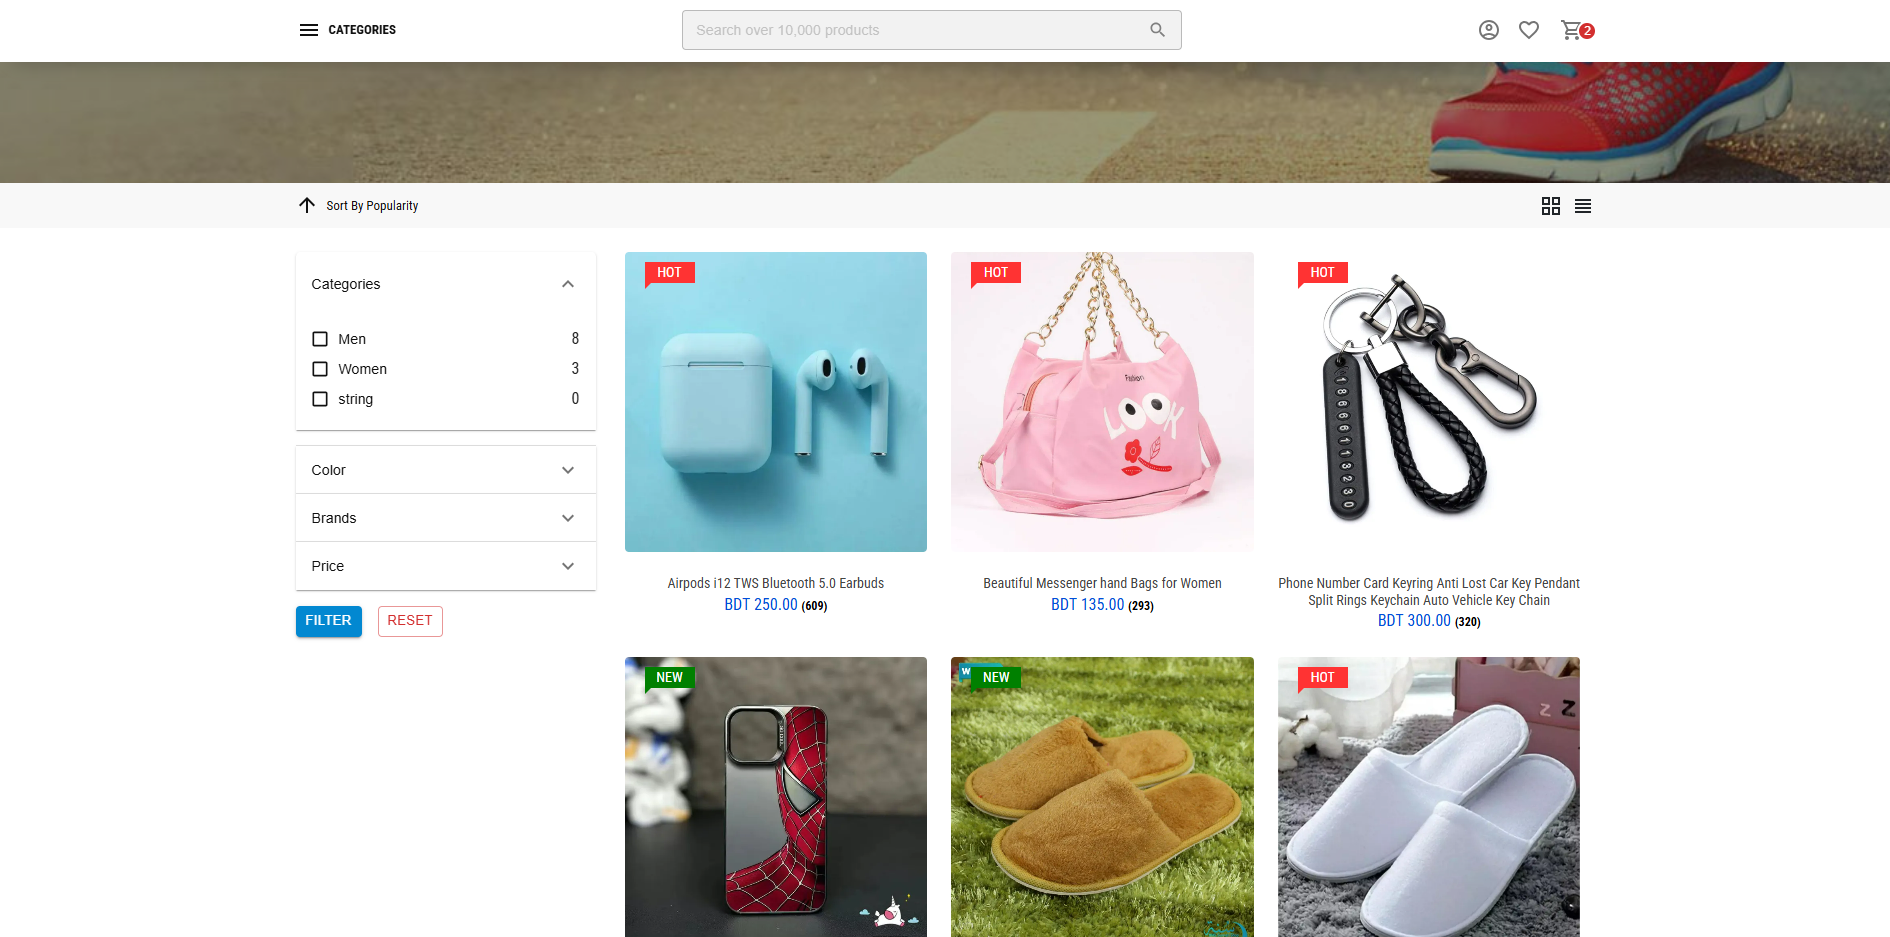 CATEGORIES
Search over 10,000 products
2
Sort By Popularity
Categories
Men 8
Women 3
string 0
Color
Brands
Price
FILTER RESET
HOT
HOT
Fashion
LOOK
HOT
Airpods i12 TWS Bluetooth 5.0 Earbuds
BDT 250.00 (609)
Beautiful Messenger hand Bags for Women
BDT 135.00 (293)
Phone Number Card Keyring Anti Lost Car Key Pendant
Split Rings Keychain Auto Vehicle Key Chain
BDT 300.00 (320)
NEW
W
NEW
HOT